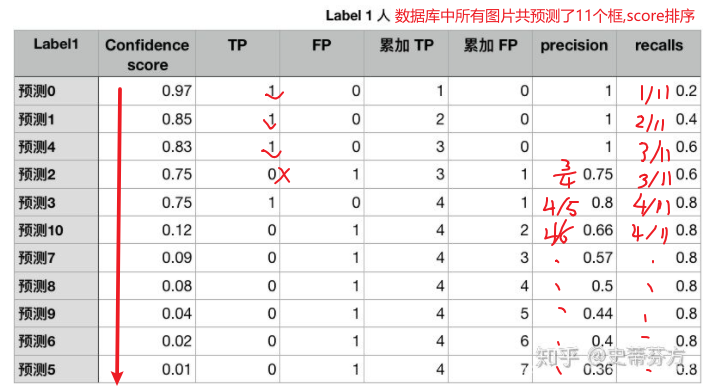 Label 1 人 数据库中所有图片共预测了11个框,score排序
Label1 Confidence score TP FP 累加 TP 累加 FP precision recalls
预测0 0.97 1 0 1 0 1 1/11 0.2
预测1 0.85 1 0 2 0 1 2/11 0.4
预测4 0.83 1 0 3 0 1 3/11 0.6
预测2 0.75 0 × 1 3 1 3/4 0.75 3/11 0.6
预测3 0.75 1 0 4 1 4/5 0.8 4/11 0.8
预测10 0.12 0 1 4 2 4/6 0.66 4/11 0.8
预测7 0.09 0 1 4 3 0.57 0.8
预测8 0.08 0 1 4 4 0.5 0.8
预测9 0.04 0 1 4 5 0.44 0.8
预测6 0.02 0 1 4 6 0.4 0.8
预测5 0.01 0 1 4 7 0.36 0.8
知乎 @史蒂芬方